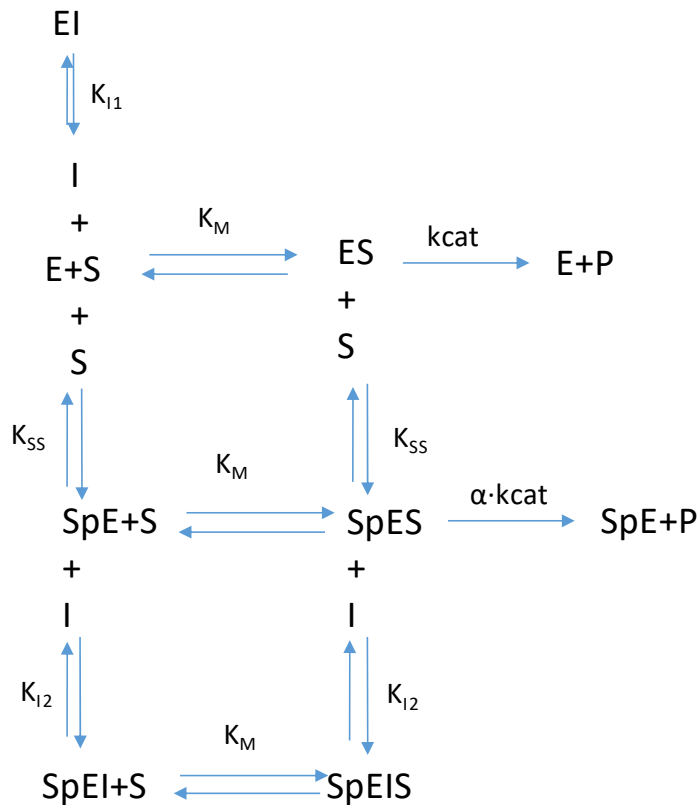 EI
K_I1
I
+
K_M
kcat
E+S
ES
E+P
+
+
S
S
K_SS
K_SS
K_M
α·kcat
SpE+S
SpES
SpE+P
+
+
I
I
K_I2
K_I2
K_M
SpEI+S
SpEIS